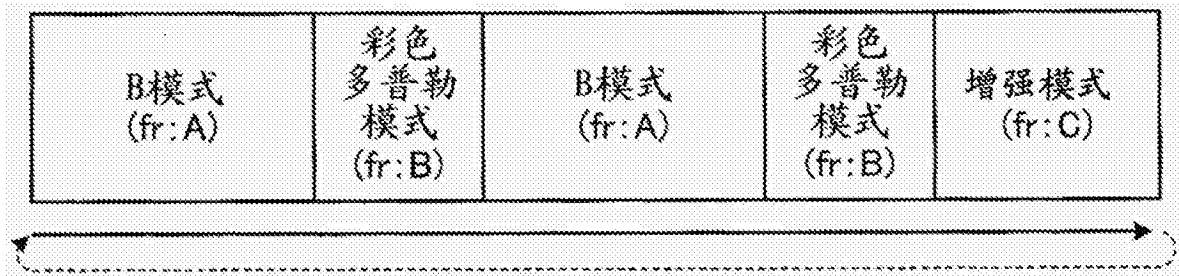 B模式
(fr:A)
彩色
多普勒
模式
(fr:B)
B模式
(fr:A)
彩色
多普勒
模式
(fr:B)
增强模式
(fr:C)